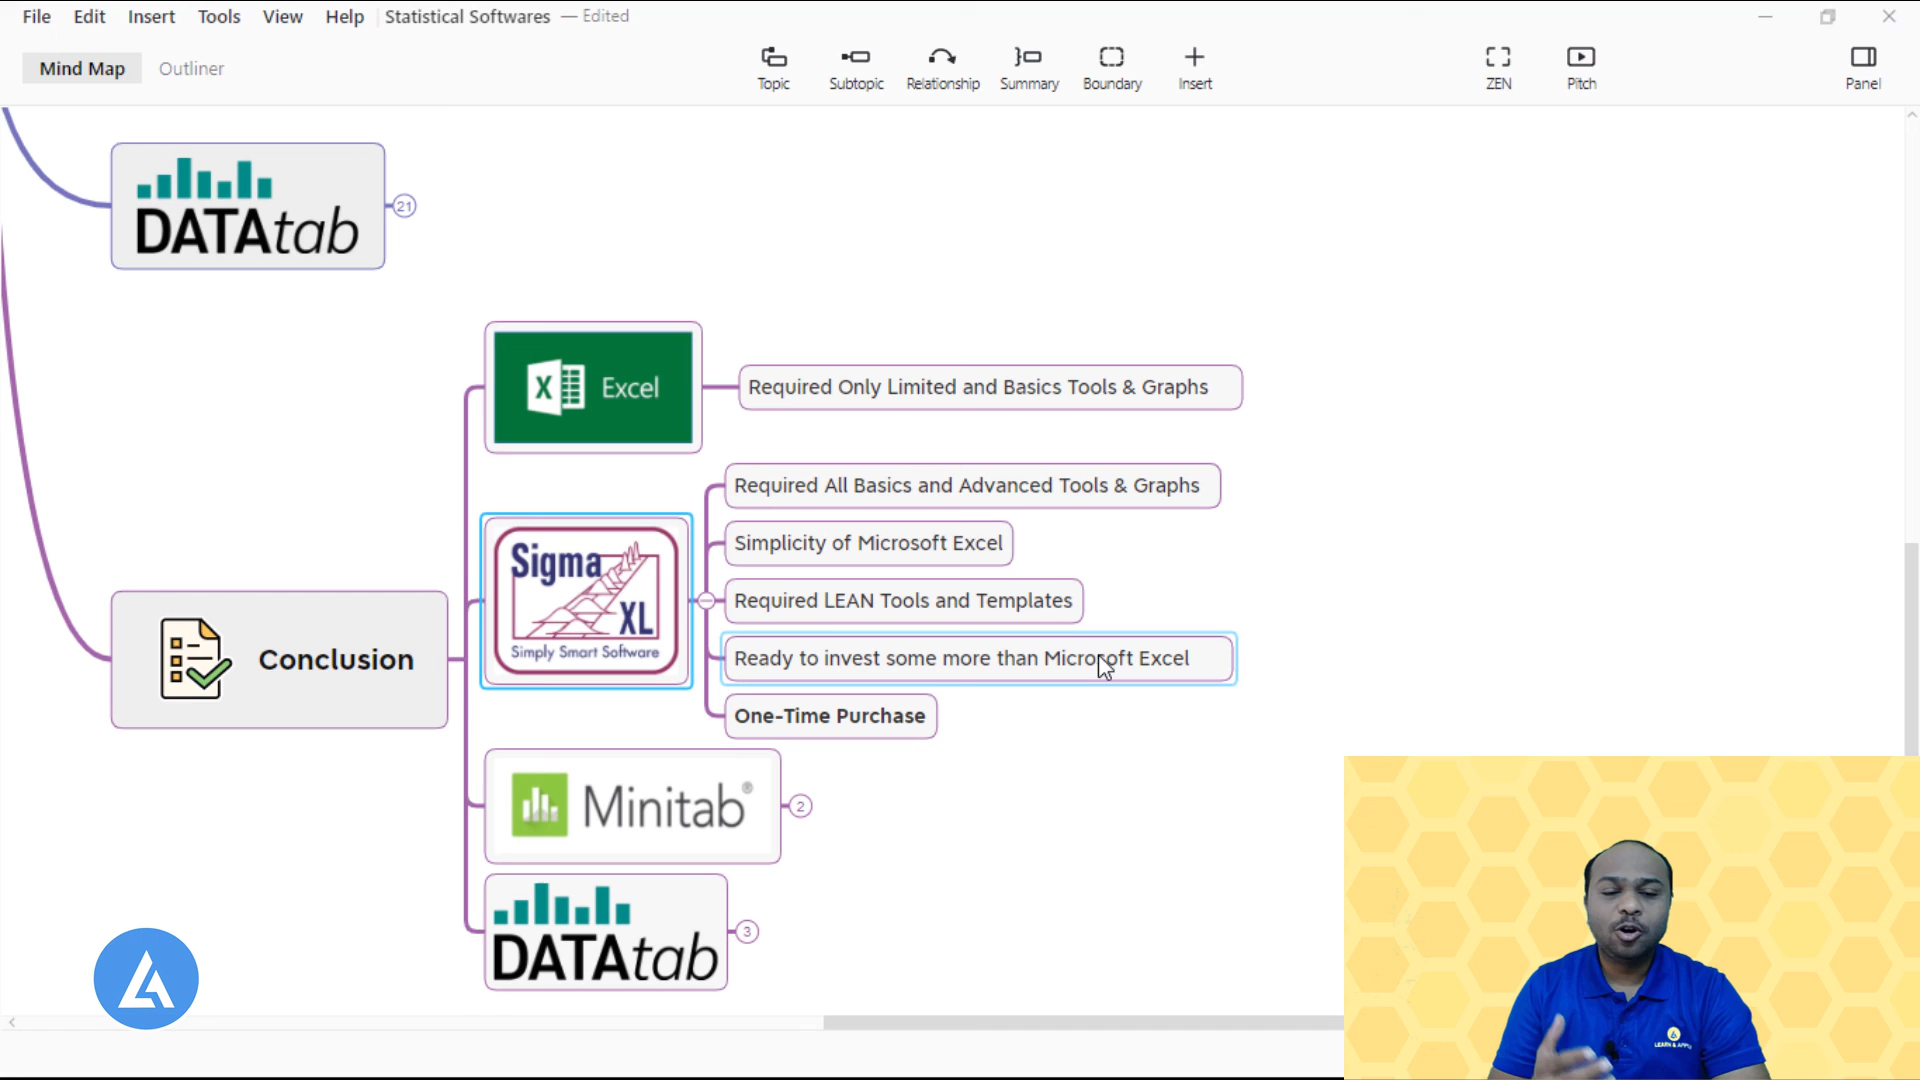 File Edit Insert Tools View Help Statistical Softwares — Edited
Mind Map Outliner
Topic Subtopic Relationship Summary Boundary Insert ZEN Pitch Panel
DATAtab
21
X Excel
Required Only Limited and Basics Tools & Graphs
Sigma
XL
Simply Smart Software
Required All Basics and Advanced Tools & Graphs
Simplicity of Microsoft Excel
Required LEAN Tools and Templates
Ready to invest some more than Microsoft Excel
One-Time Purchase
Conclusion
Minitab®
2
DATAtab
3
LEARN & APPLY